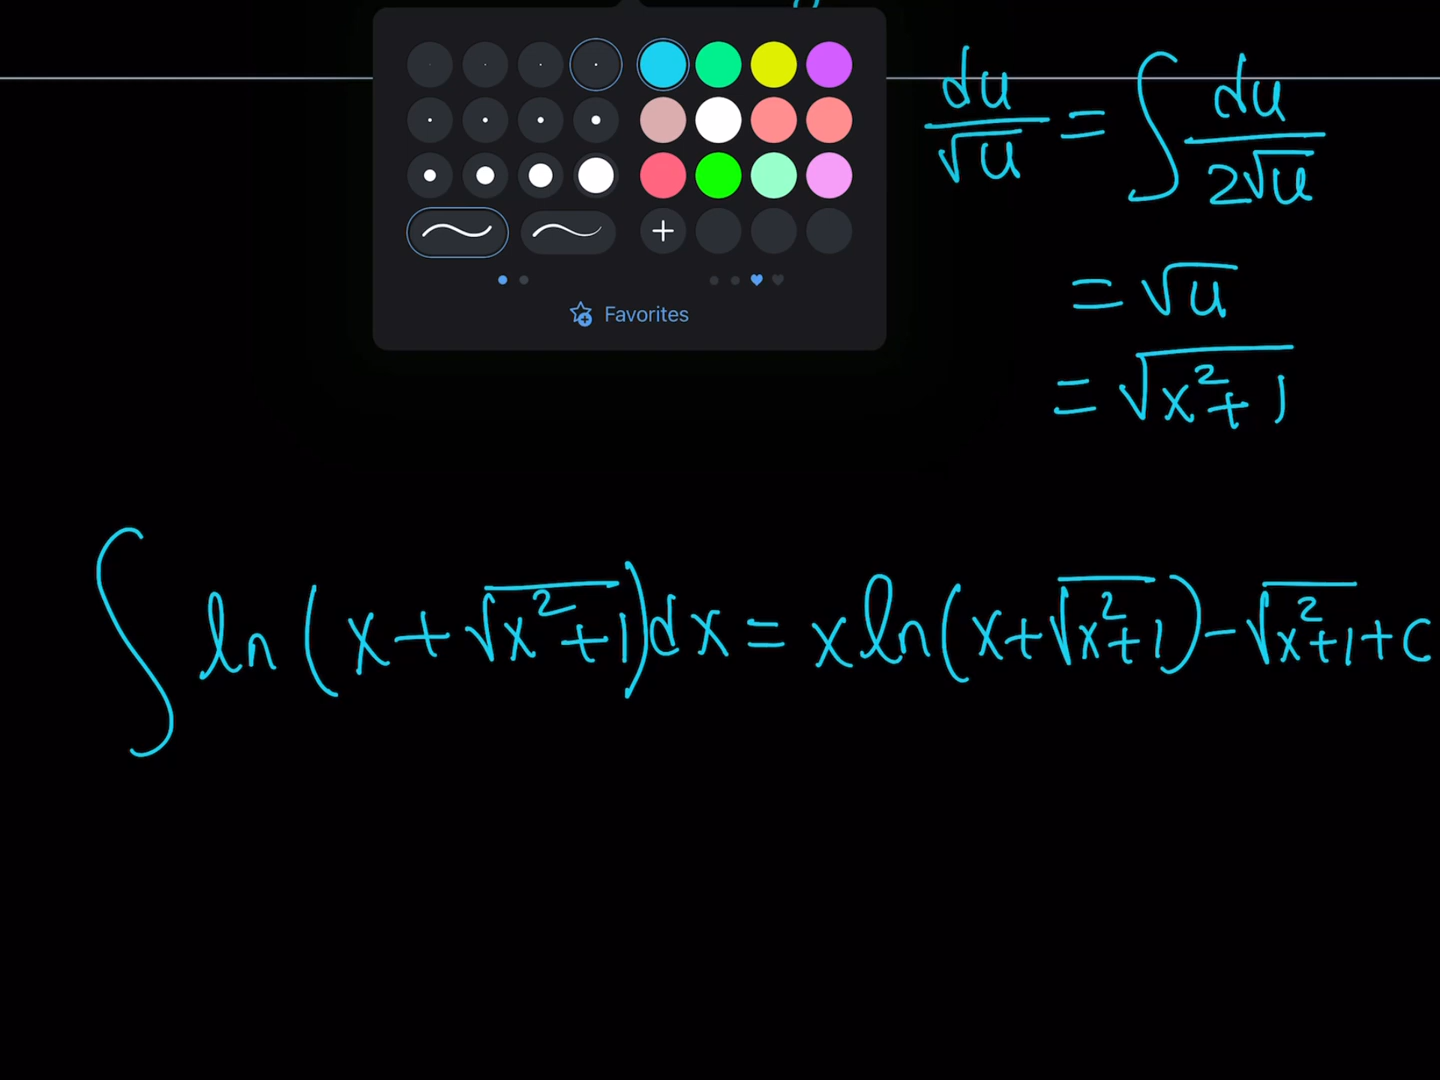 du/√u = ∫ du/2√u
= √u
= √x²+1
Favorites
∫ ln(x+√x²+1)dx = x ln(x+√x²+1)-√x²+1+c